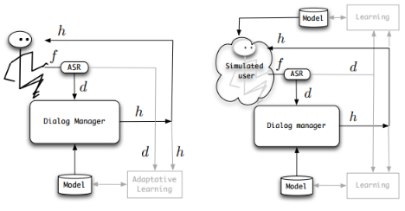 h
f
ASR
d
Dialog Manager
h
d
h
Model
Adaptative
Learning
Model
Learning
h
Simulated
user
f
ASR
d
d
Dialog manager
h
Model
Learning